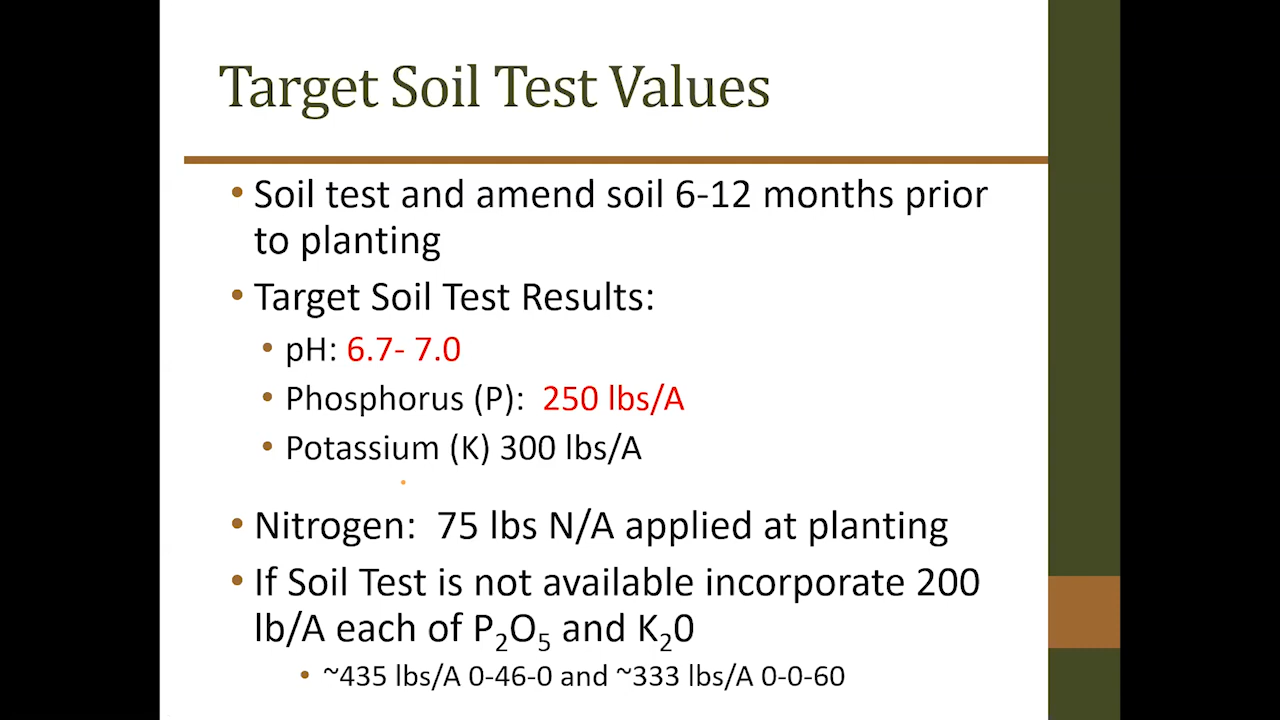 Target Soil Test Values
• Soil test and amend soil 6-12 months prior
to planting
• Target Soil Test Results:
• pH: 6.7- 7.0
• Phosphorus (P):  250 lbs/A
• Potassium (K) 300 lbs/A
• Nitrogen:  75 lbs N/A applied at planting
• If Soil Test is not available incorporate 200
lb/A each of P₂O₅ and K₂0
• ~435 lbs/A 0-46-0 and ~333 lbs/A 0-0-60